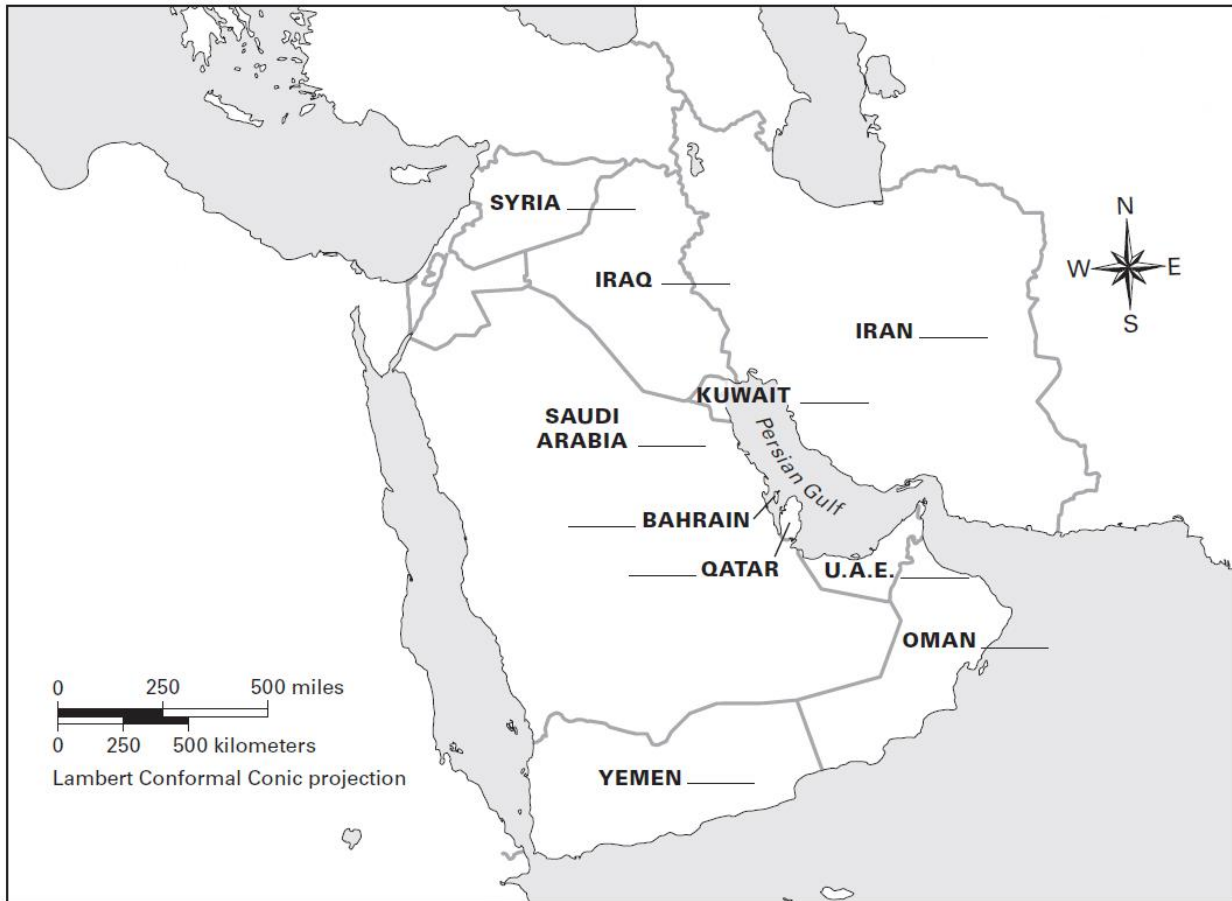 N
W E
S
SYRIA
IRAQ
IRAN
KUWAIT
SAUDI
ARABIA
Persian Gulf
BAHRAIN
QATAR
U.A.E.
OMAN
YEMEN
0 250 500 miles
0 250 500 kilometers
Lambert Conformal Conic projection